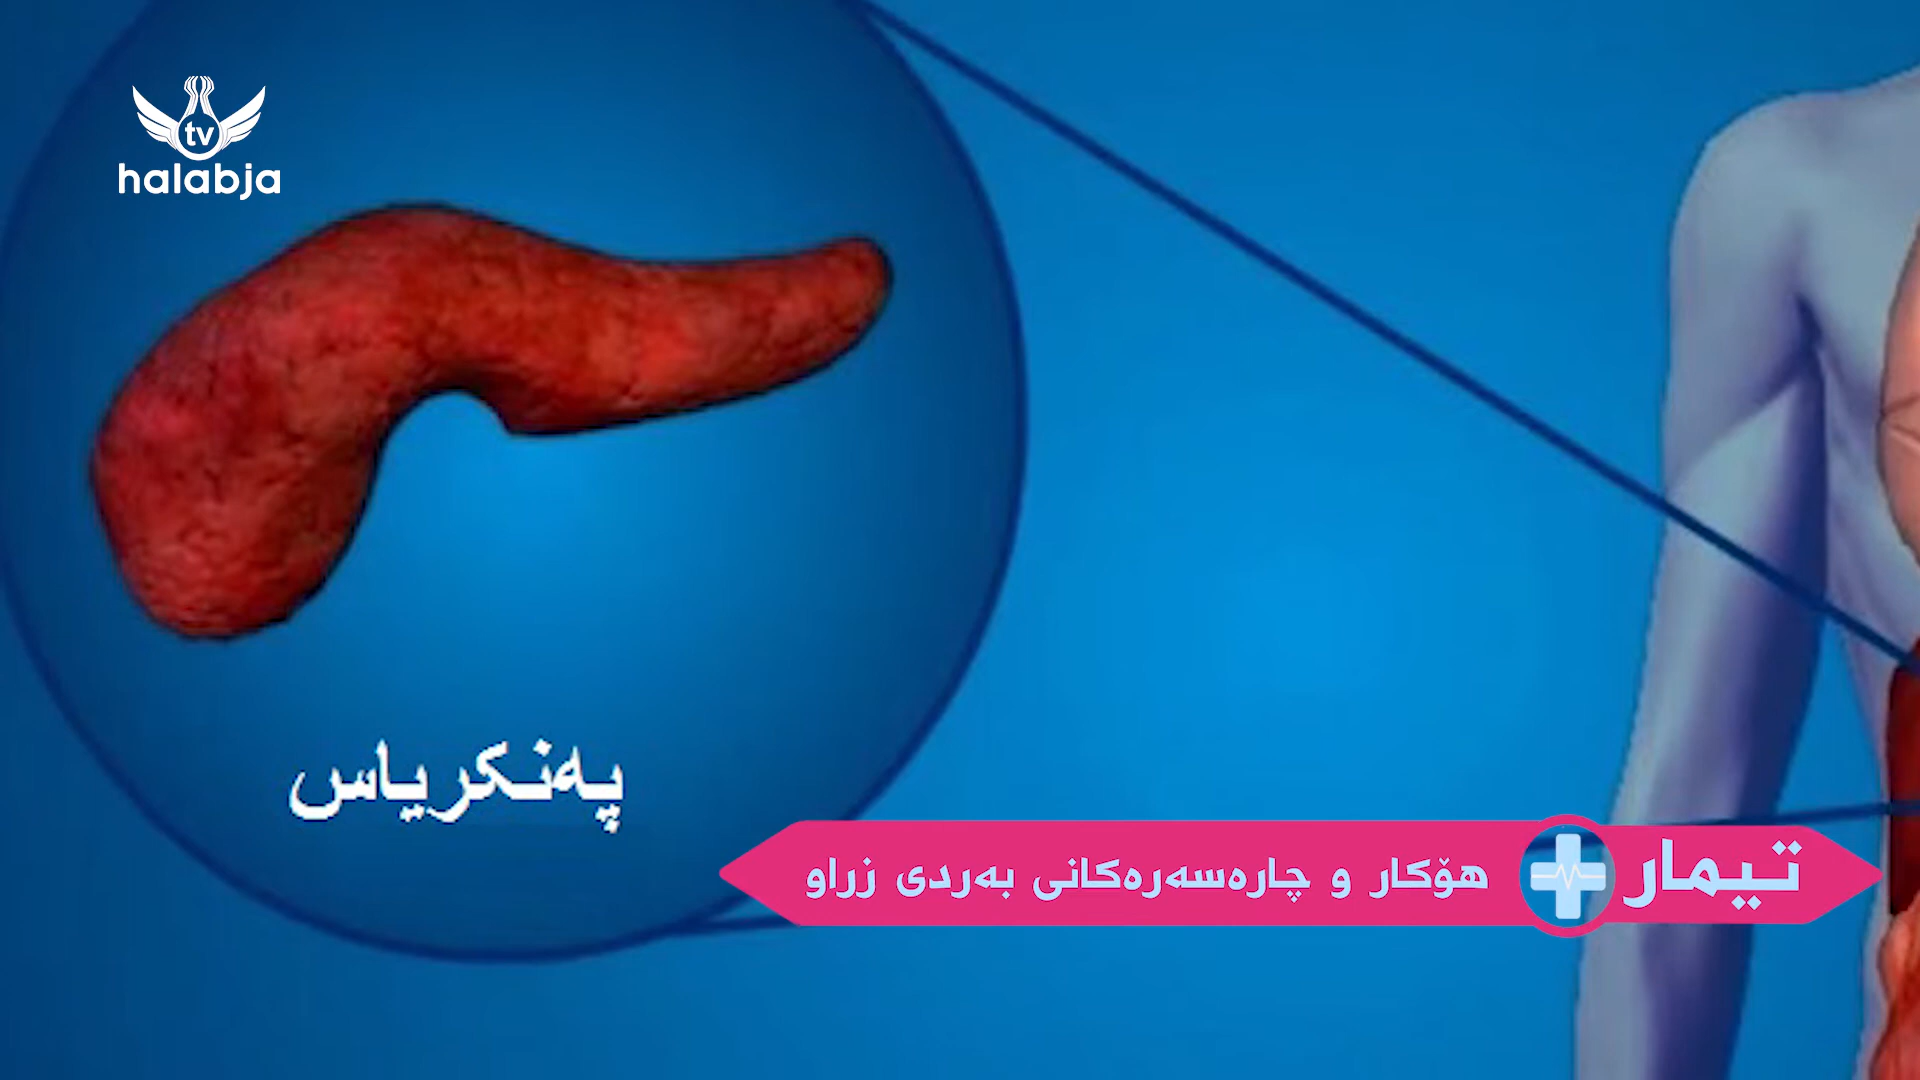 tv
halabja
پەنکریاس
تیمار
هۆکار و چارەسەرەکانی بەردی زراو